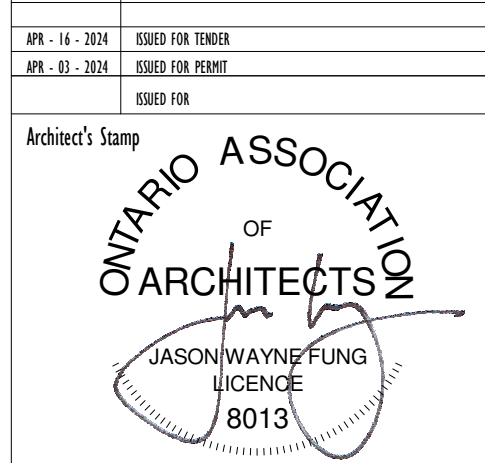 APR - 16 - 2024 ISSUED FOR TENDER
APR - 03 - 2024 ISSUED FOR PERMIT
ISSUED FOR
Architect's Stamp
ONTARIO ASSOCIATION
OF
ARCHITECTS
JASON WAYNE FUNG
LICENCE
8013